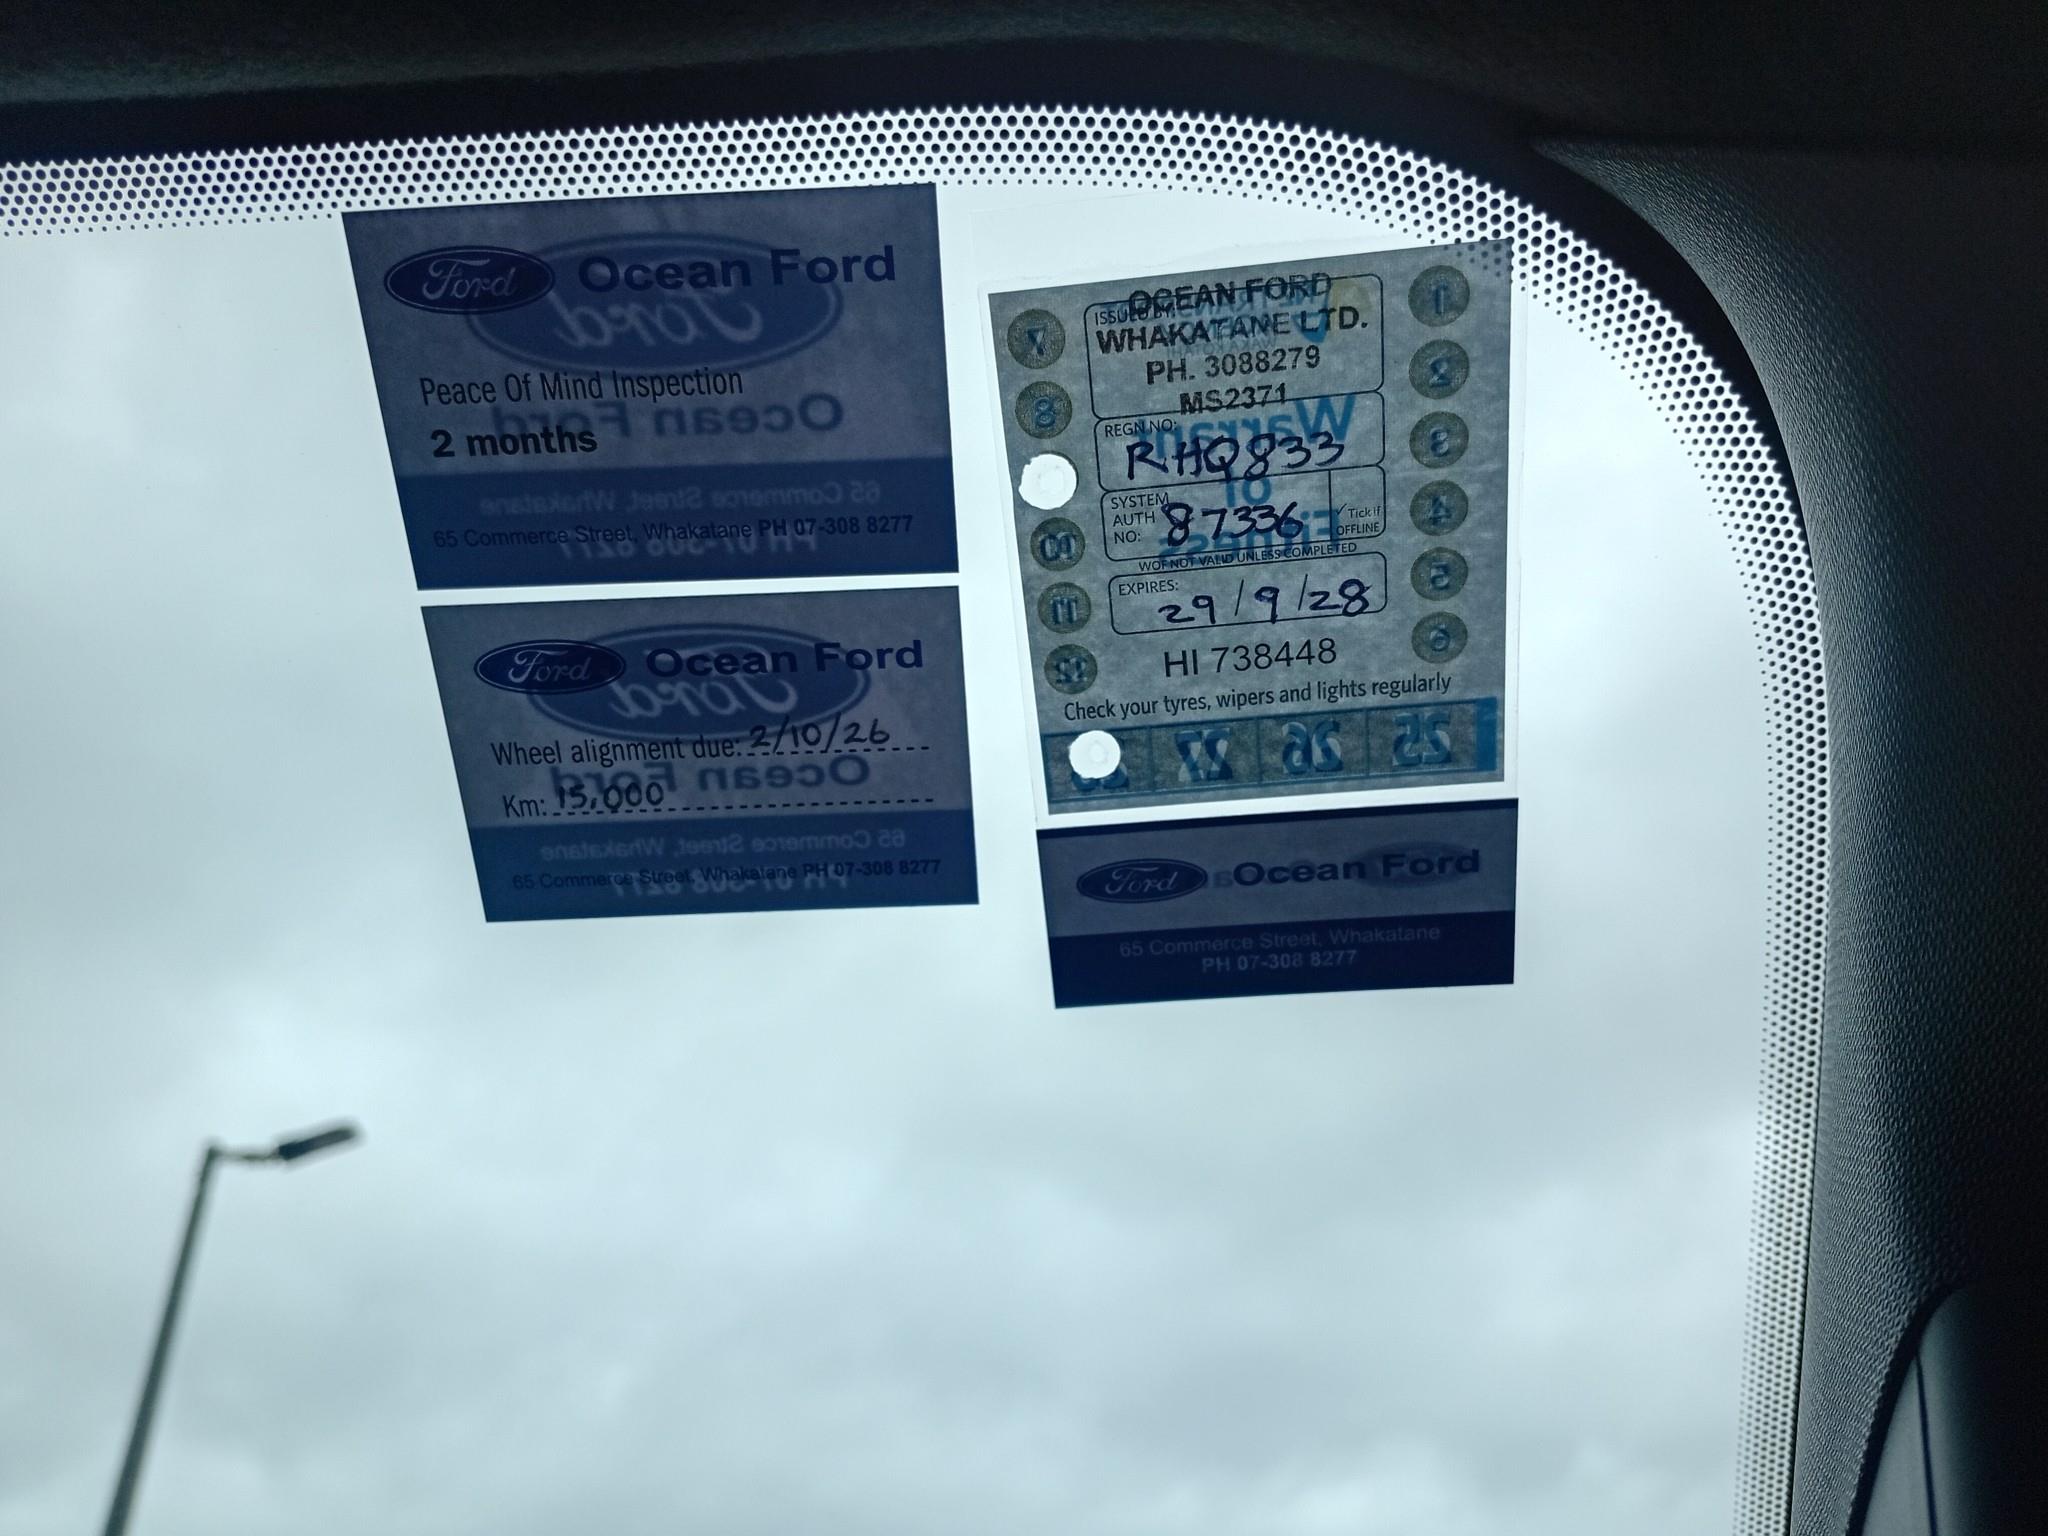 Ford Ocean Ford
Peace Of Mind Inspection
2 months
65 Commerce Street, Whakatane PH 07-308 8277
Ford Ocean Ford
Wheel alignment due: 2/10/26
Km: 15,000
65 Commerce Street, Whakatane PH 07-308 8277
ISSUED BY:
OCEAN FORD
WHAKATANE LTD.
PH. 3088279
MS2371
REGN NO:
RHQ833
SYSTEM
AUTH
NO:
87336
✓ Tick if
OFFLINE
WOF NOT VALID UNLESS COMPLETED
EXPIRES:
29/9/28
HI 738448
Check your tyres, wipers and lights regularly
7
8
10
11
12
1
2
3
4
5
6
27 26 25
Warrant
of
Fitness
Ford Ocean Ford
65 Commerce Street, Whakatane
PH 07-308 8277